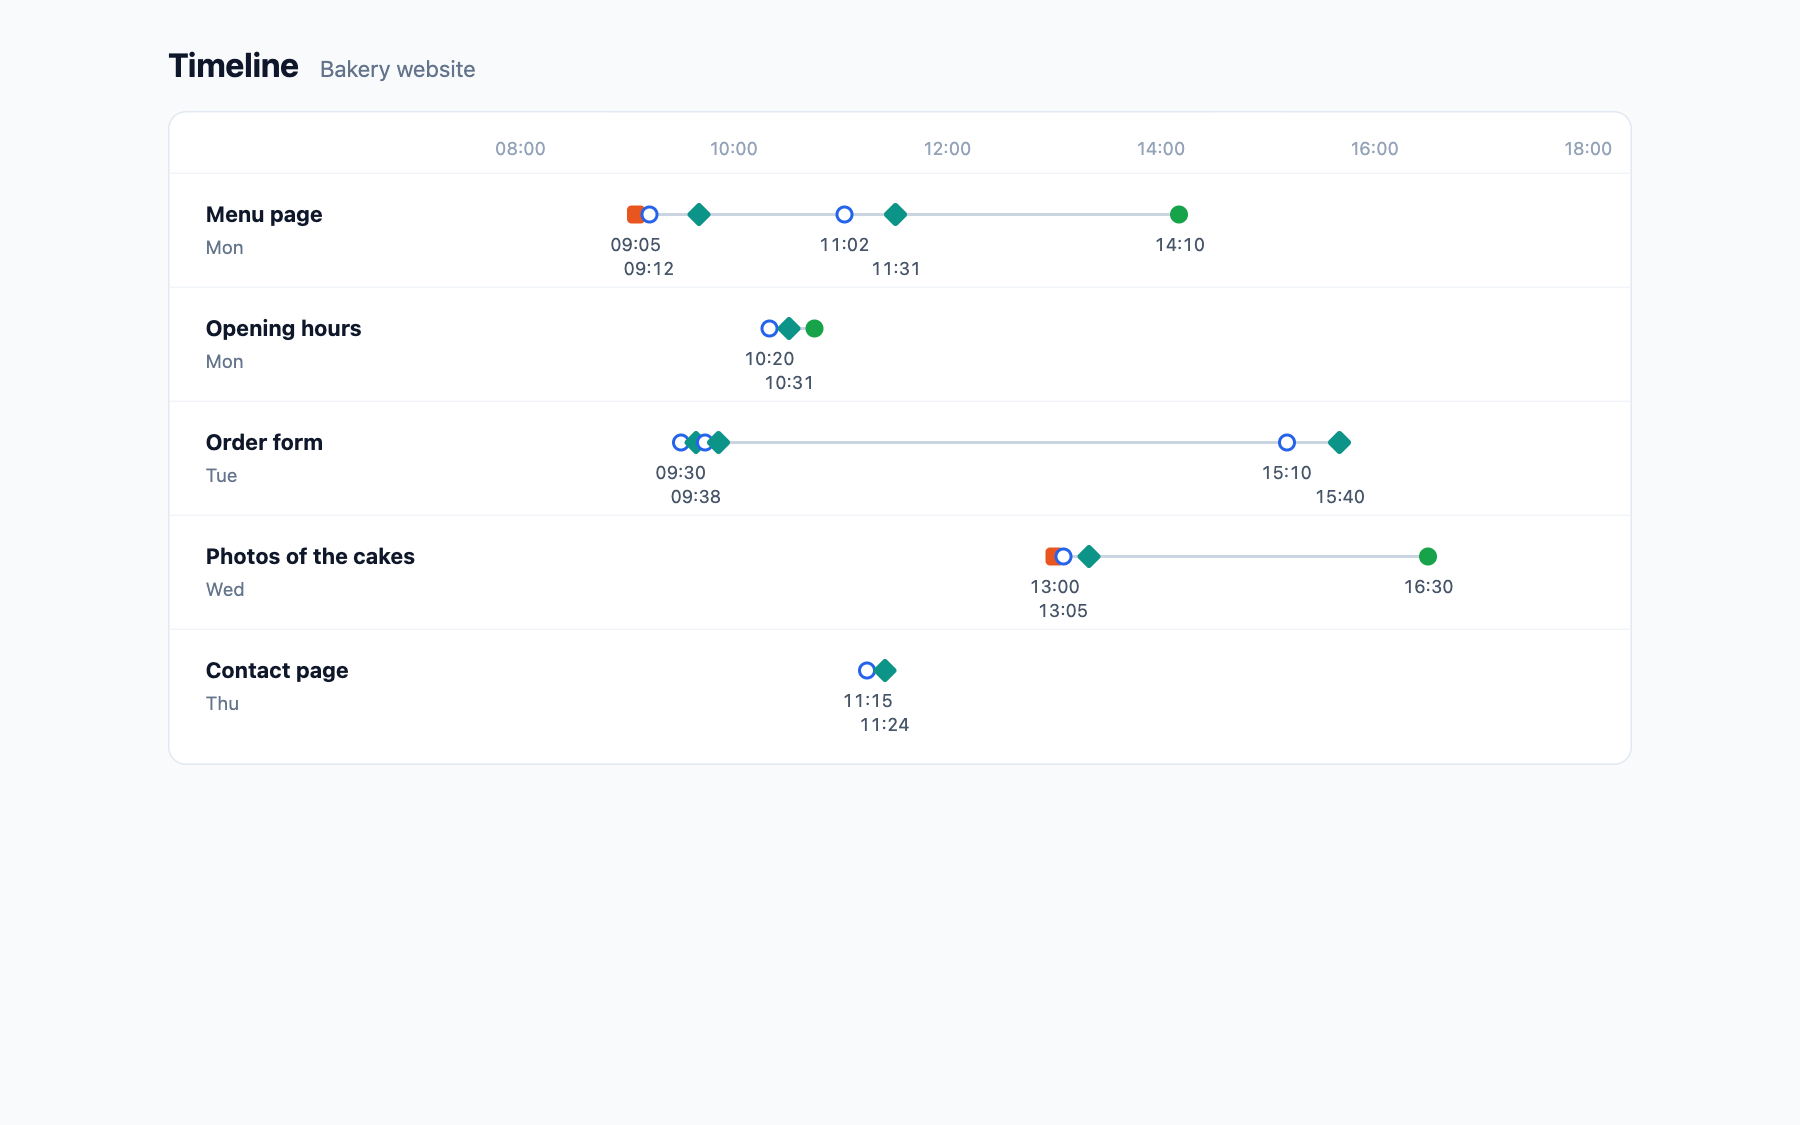 Timeline Bakery website
08:00 10:00 12:00 14:00 16:00 18:00
Menu page
Mon
09:05 11:02 14:10
09:12 11:31
Opening hours
Mon
10:20
10:31
Order form
Tue
09:30 15:10
09:38 15:40
Photos of the cakes
Wed
13:00 16:30
13:05
Contact page
Thu
11:15
11:24